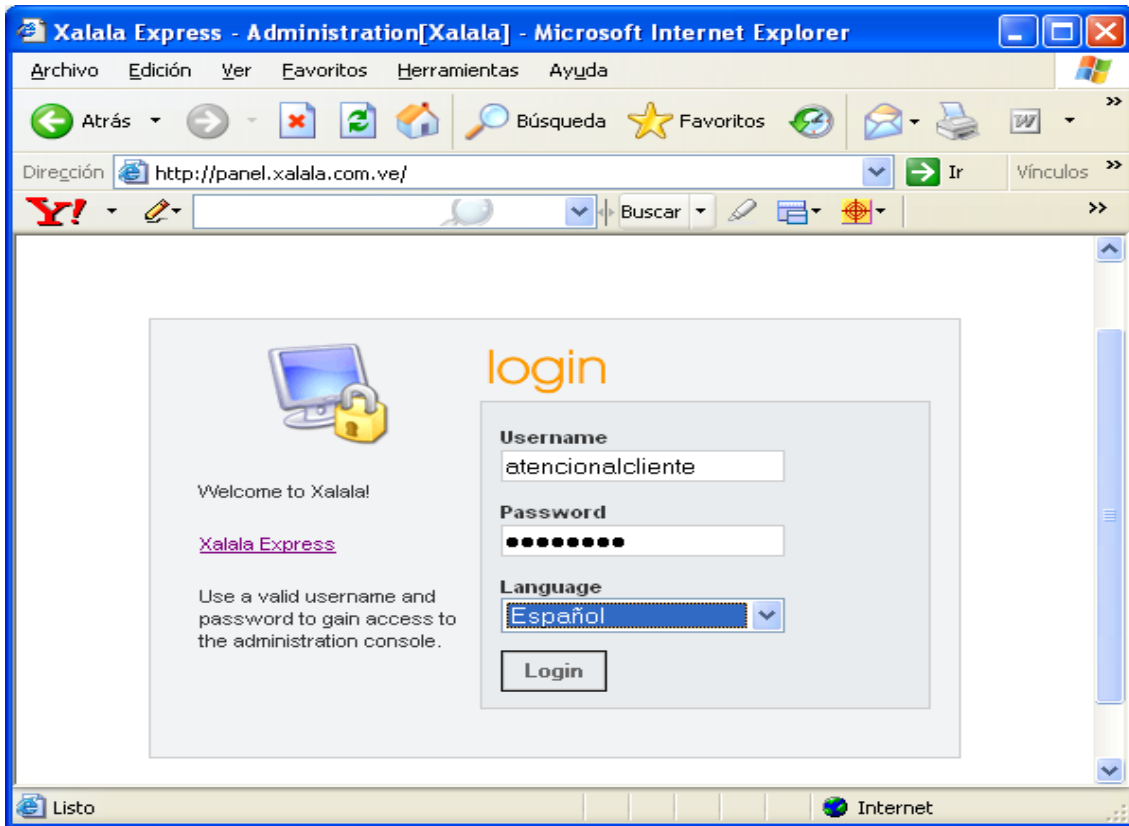 Xalala Express - Administration[Xalala] - Microsoft Internet Explorer
Archivo Edición Ver Favoritos Herramientas Ayuda
Atrás Búsqueda Favoritos W »
Dirección http://panel.xalala.com.ve/ Ir Vínculos »
Y! Buscar »
login
Username
atencionalcliente
Welcome to Xalala!
Password
••••••••
Xalala Express
Language
Español
Use a valid username and
password to gain access to
the administration console.
Login
Listo Internet